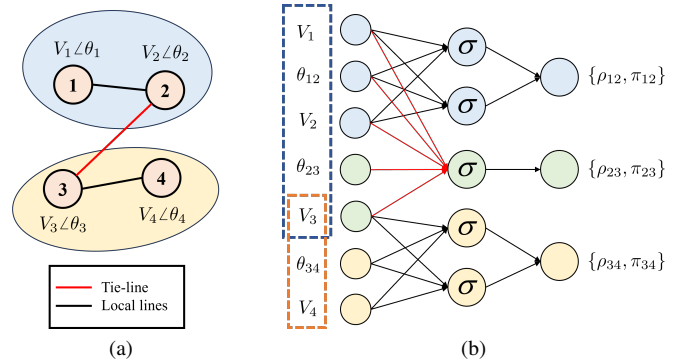 V₁∠θ₁
V₂∠θ₂
1
2
3
4
V₃∠θ₃
V₄∠θ₄
Tie-line
Local lines
(a)
V₁
θ₁₂
V₂
θ₂₃
V₃
θ₃₄
V₄
σ
σ
σ
σ
σ
{ρ₁₂, π₁₂}
{ρ₂₃, π₂₃}
{ρ₃₄, π₃₄}
(b)